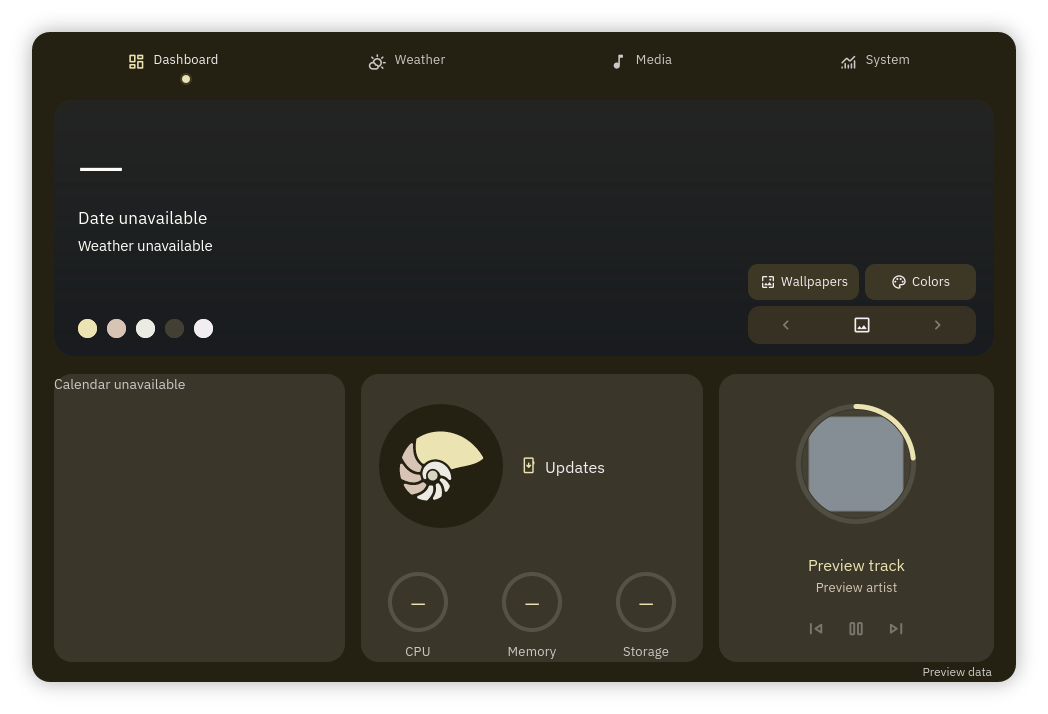 Dashboard
Weather
Media
System
—
Date unavailable
Weather unavailable
Wallpapers
Colors
Calendar unavailable
Updates
— — —
CPU
Memory
Storage
Preview track
Preview artist
Preview data